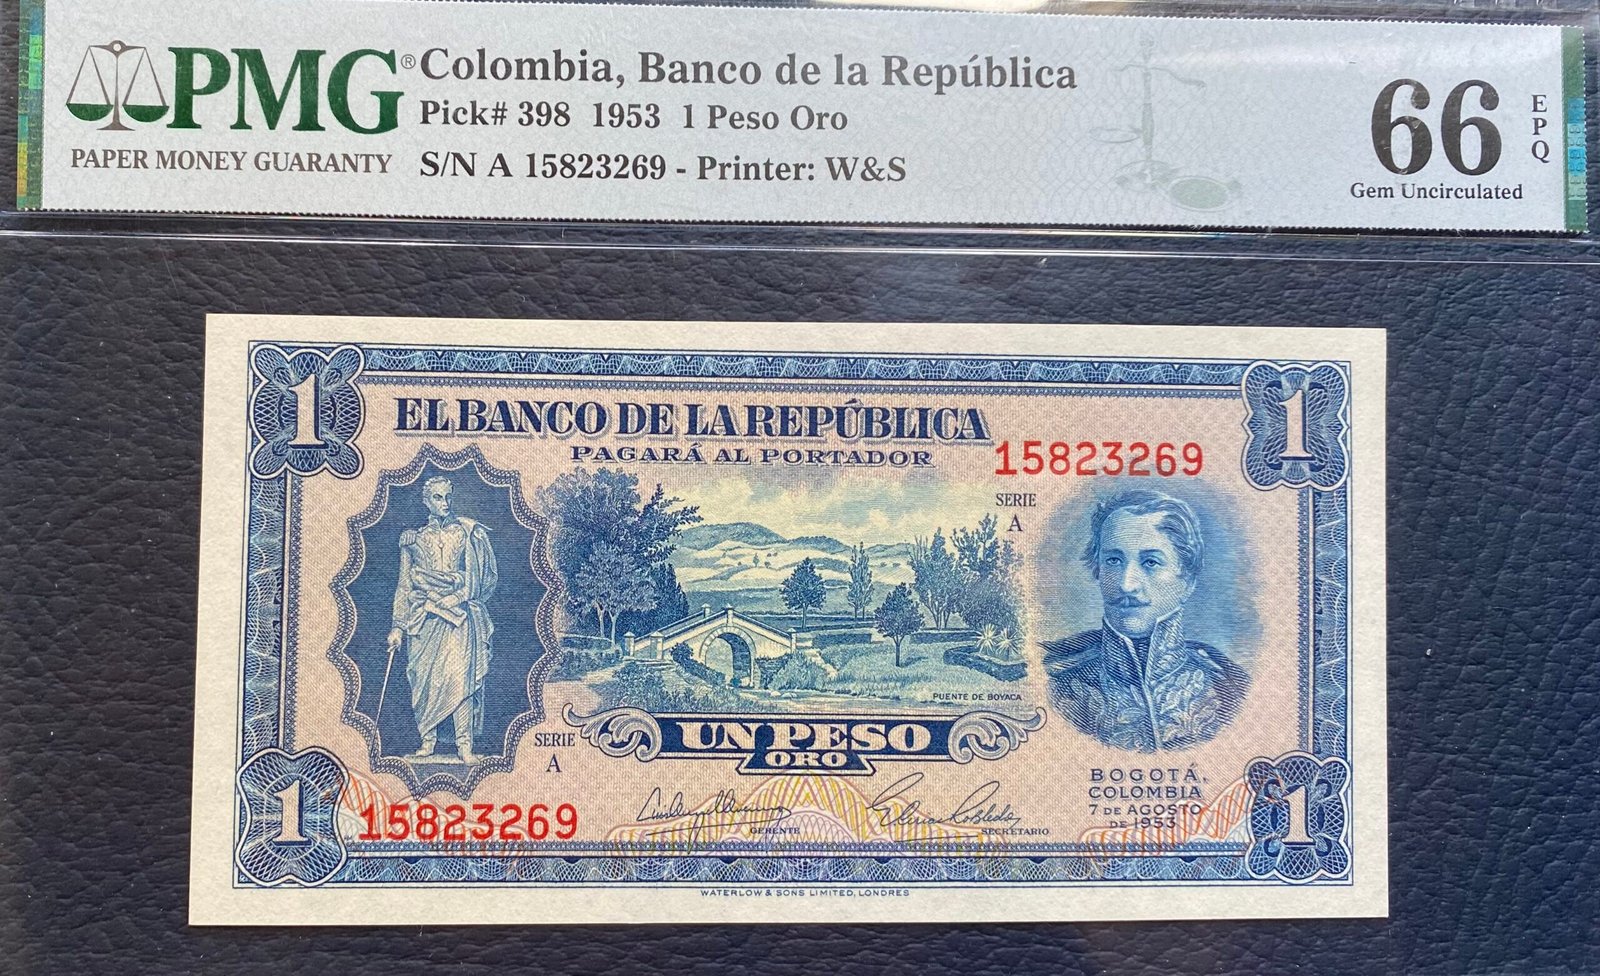 PMG®
PAPER MONEY GUARANTY
Colombia, Banco de la República
Pick# 398 1953 1 Peso Oro
S/N A 15823269 - Printer: W&S
66
EPQ
Gem Uncirculated
1
1
EL BANCO DE LA REPÚBLICA
PAGARÁ AL PORTADOR
15823269
SERIE
A
PUENTE DE BOYACA
SERIE
A
UN PESO
ORO
BOGOTÁ,
COLOMBIA
7 DE AGOSTO
DE 1953
1
15823269
GERENTE
SECRETARIO
1
WATERLOW & SONS LIMITED, LONDRES